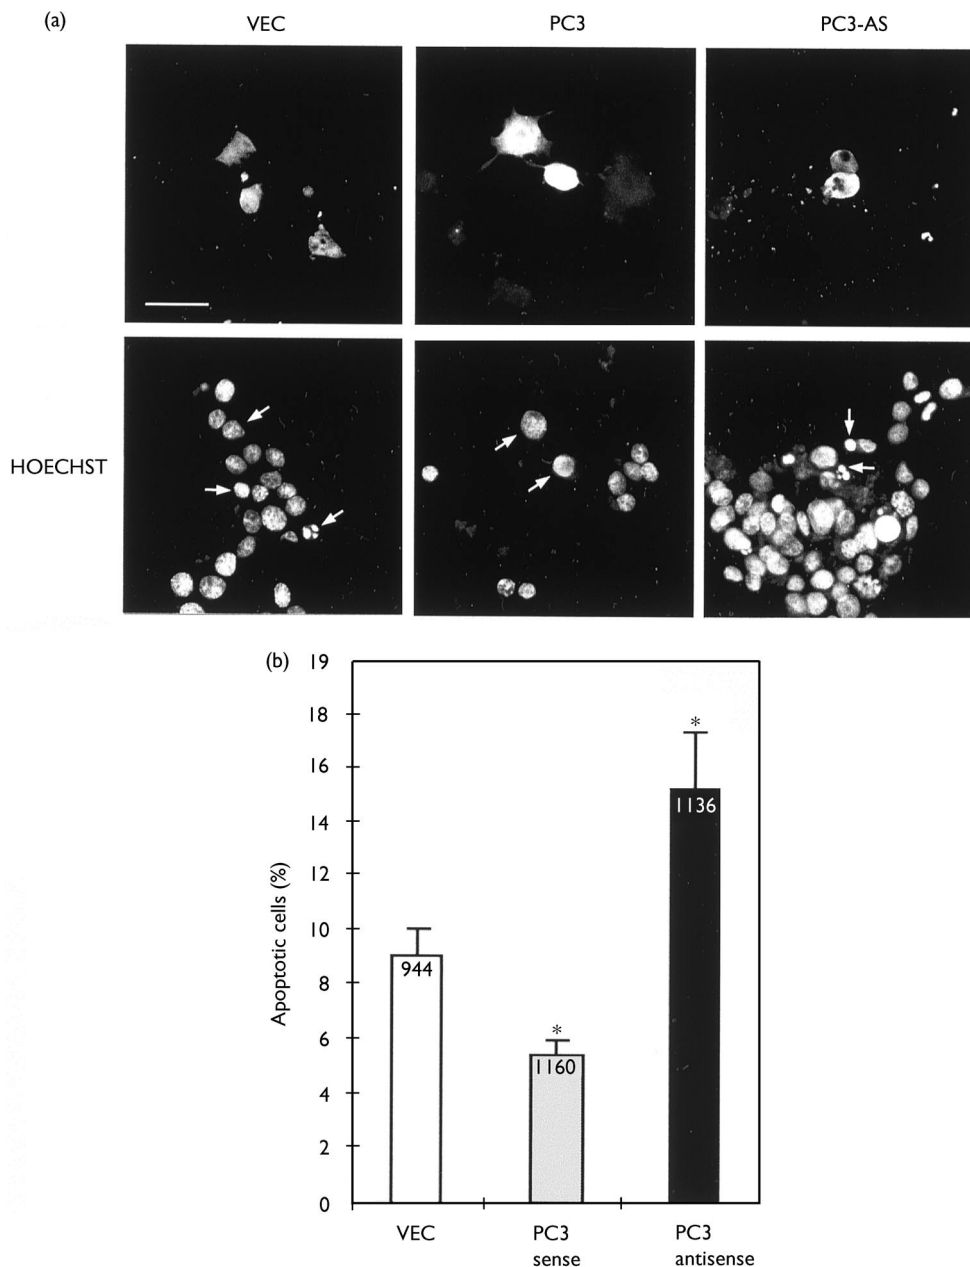 (a)
VEC PC3 PC3-AS
HOECHST
(b)
19
18
16
14
12
10
8
6
4
2
0
Apoptotic cells (%)
944
*
1160
*
1136
VEC PC3 PC3
sense antisense